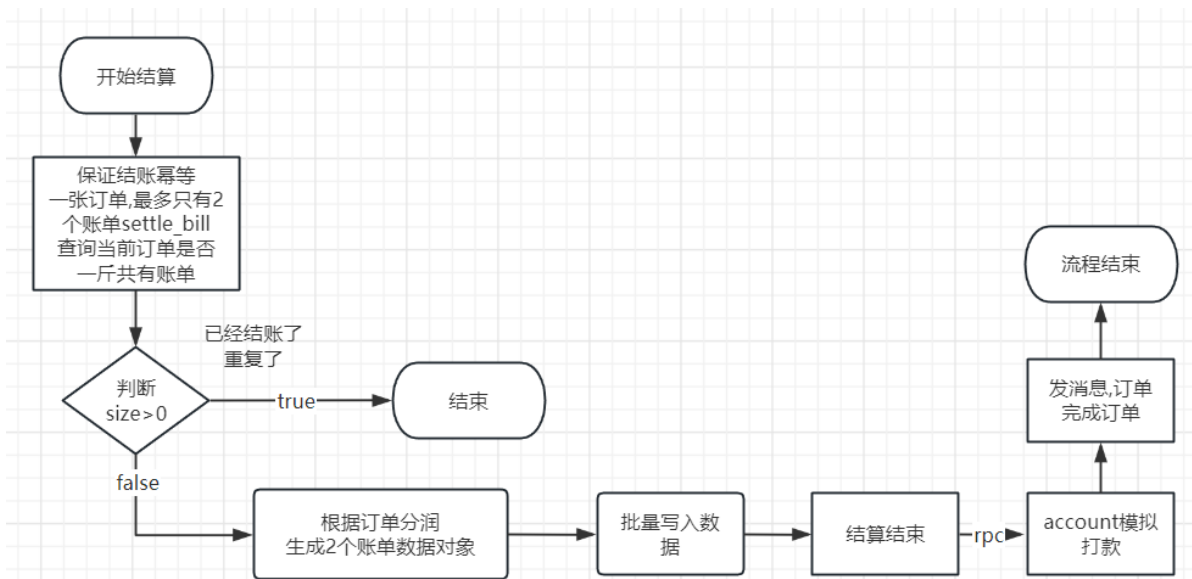 开始结算
保证结账幂等
一张订单,最多只有2
个账单settle_bill
查询当前订单是否
一斤共有账单
已经结账了
重复了
判断
size>0
true
结束
false
根据订单分润
生成2个账单数据对象
批量写入数
据
结算结束
rpc
account模拟
打款
发消息,订单
完成订单
流程结束